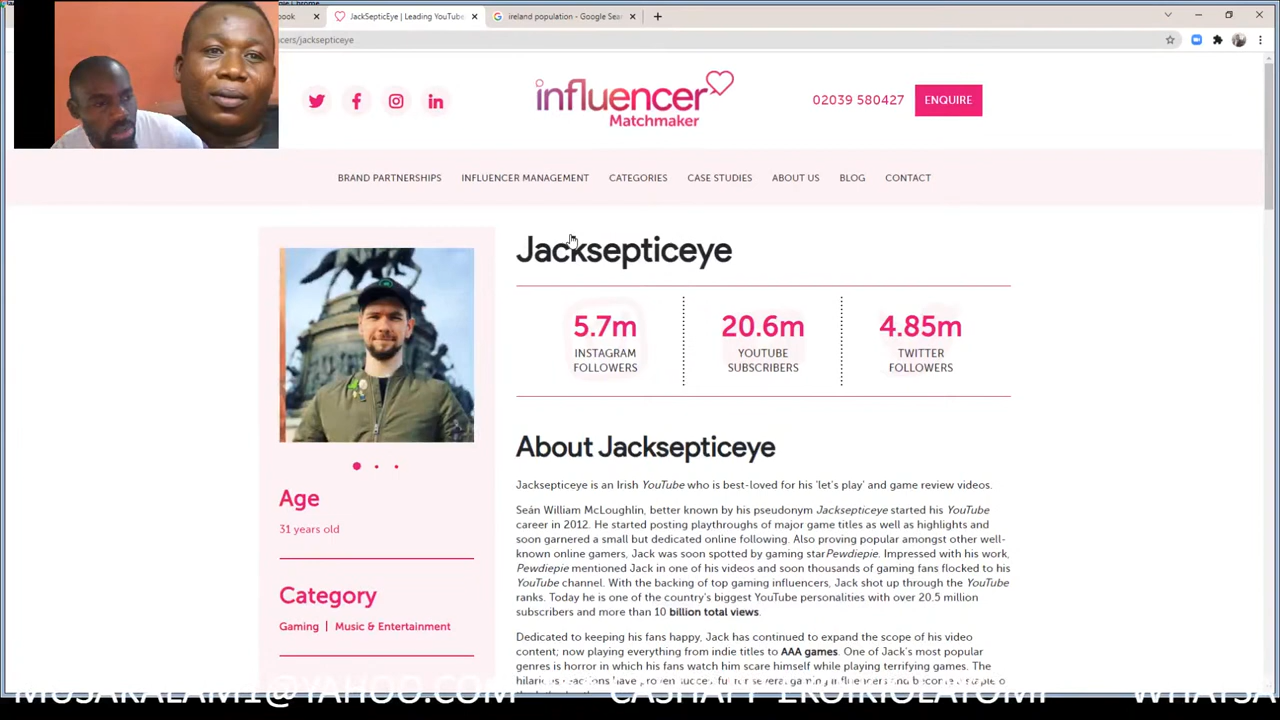 book
JackSepticEye | Leading YouTube
ireland population - Google Sea
cers/jacksepticeye
influencer
Matchmaker
02039 580427
ENQUIRE
BRAND PARTNERSHIPS INFLUENCER MANAGEMENT CATEGORIES CASE STUDIES ABOUT US BLOG CONTACT
Jacksepticeye
5.7m 20.6m 4.85m
INSTAGRAM YOUTUBE TWITTER
FOLLOWERS SUBSCRIBERS FOLLOWERS
Age
31 years old
Category
Gaming | Music & Entertainment
About Jacksepticeye
Jacksepticeye is an Irish YouTube who is best-loved for his 'let's play' and game review videos.
Seán William McLoughlin, better known by his pseudonym Jacksepticeye started his YouTube
career in 2012. He started posting playthroughs of major game titles as well as highlights and
soon garnered a small but dedicated online following. Also proving popular amongst other well-
known online gamers, Jack was soon spotted by gaming starPewdiepie. Impressed with his work,
Pewdiepie mentioned Jack in one of his videos and soon thousands of gaming fans flocked to his
YouTube channel. With the backing of top gaming influencers, Jack shot up through the YouTube
ranks. Today he is one of the country's biggest YouTube personalities with over 20.5 million
subscribers and more than 10 billion total views.
Dedicated to keeping his fans happy, Jack has continued to expand the scope of his video
content; now playing everything from indie titles to AAA games. One of Jack's most popular
genres is horror in which his fans watch him scare himself while playing terrifying games. The